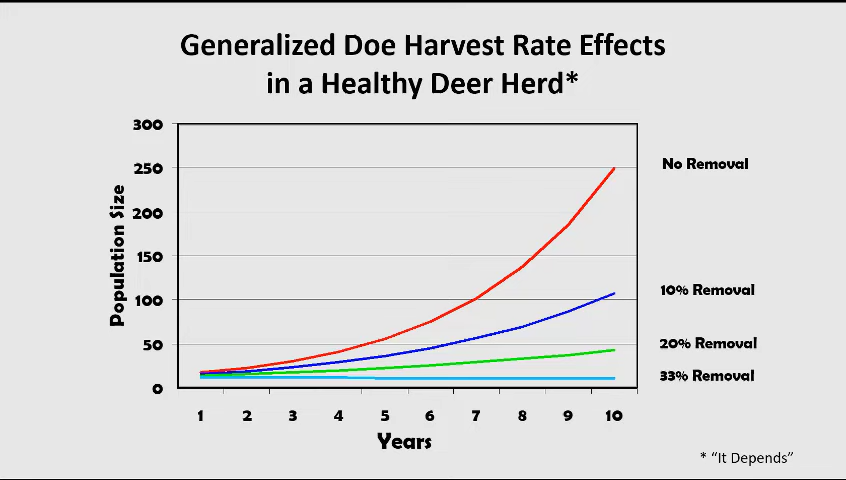 Generalized Doe Harvest Rate Effects
in a Healthy Deer Herd*
300
250
200
150
100
50
0
Population Size
No Removal
10% Removal
20% Removal
33% Removal
1 2 3 4 5 6 7 8 9 10
Years
* “It Depends”